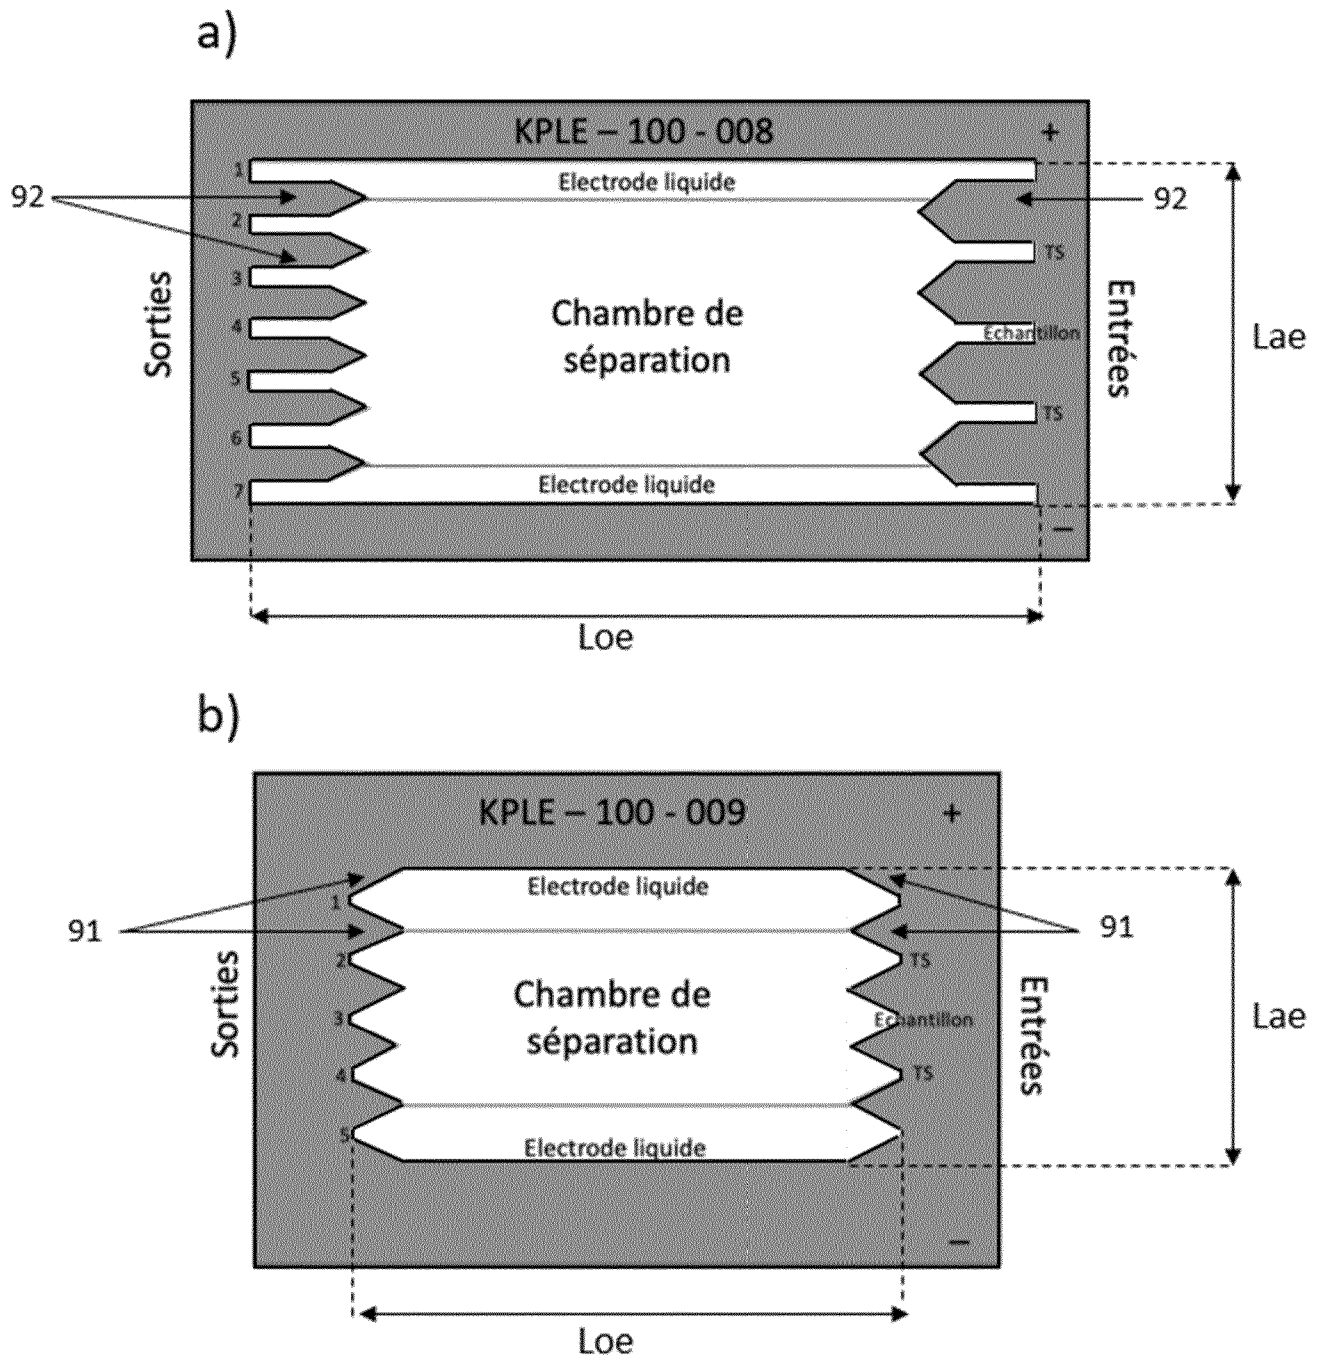 a)
KPLE – 100 - 008
+
1
Electrode liquide
92
92
2
TS
3
Sorties
Chambre de
séparation
4
Echantillon
Entrées
Lae
5
TS
6
Electrode liquide
7
–
Loe
b)
KPLE – 100 - 009
+
Electrode liquide
1
91
91
2
TS
Sorties
Chambre de
séparation
3
Echantillon
Entrées
Lae
4
TS
5
Electrode liquide
–
Loe